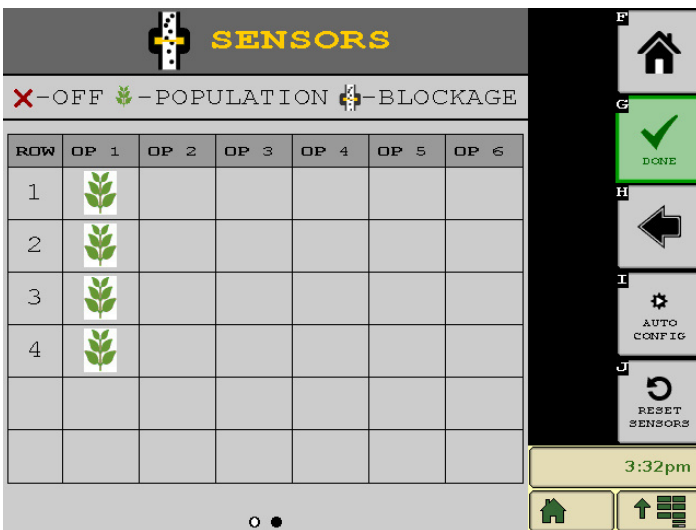 SENSORS
F
X-OFF -POPULATION -BLOCKAGE
G
DONE
ROW OP 1 OP 2 OP 3 OP 4 OP 5 OP 6
1
H
2
3
I
AUTO
CONFIG
4
J
RESET
SENSORS
3:32pm